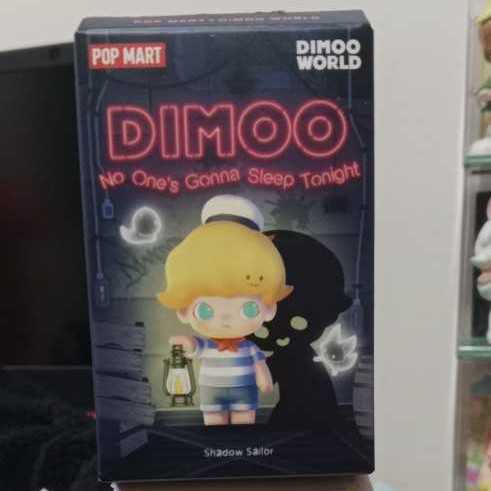 POP MART | DIMOO WORLD
POP MART
DIMOO
WORLD
DIMOO
No One's Gonna Sleep Tonight
Shadow Sailor